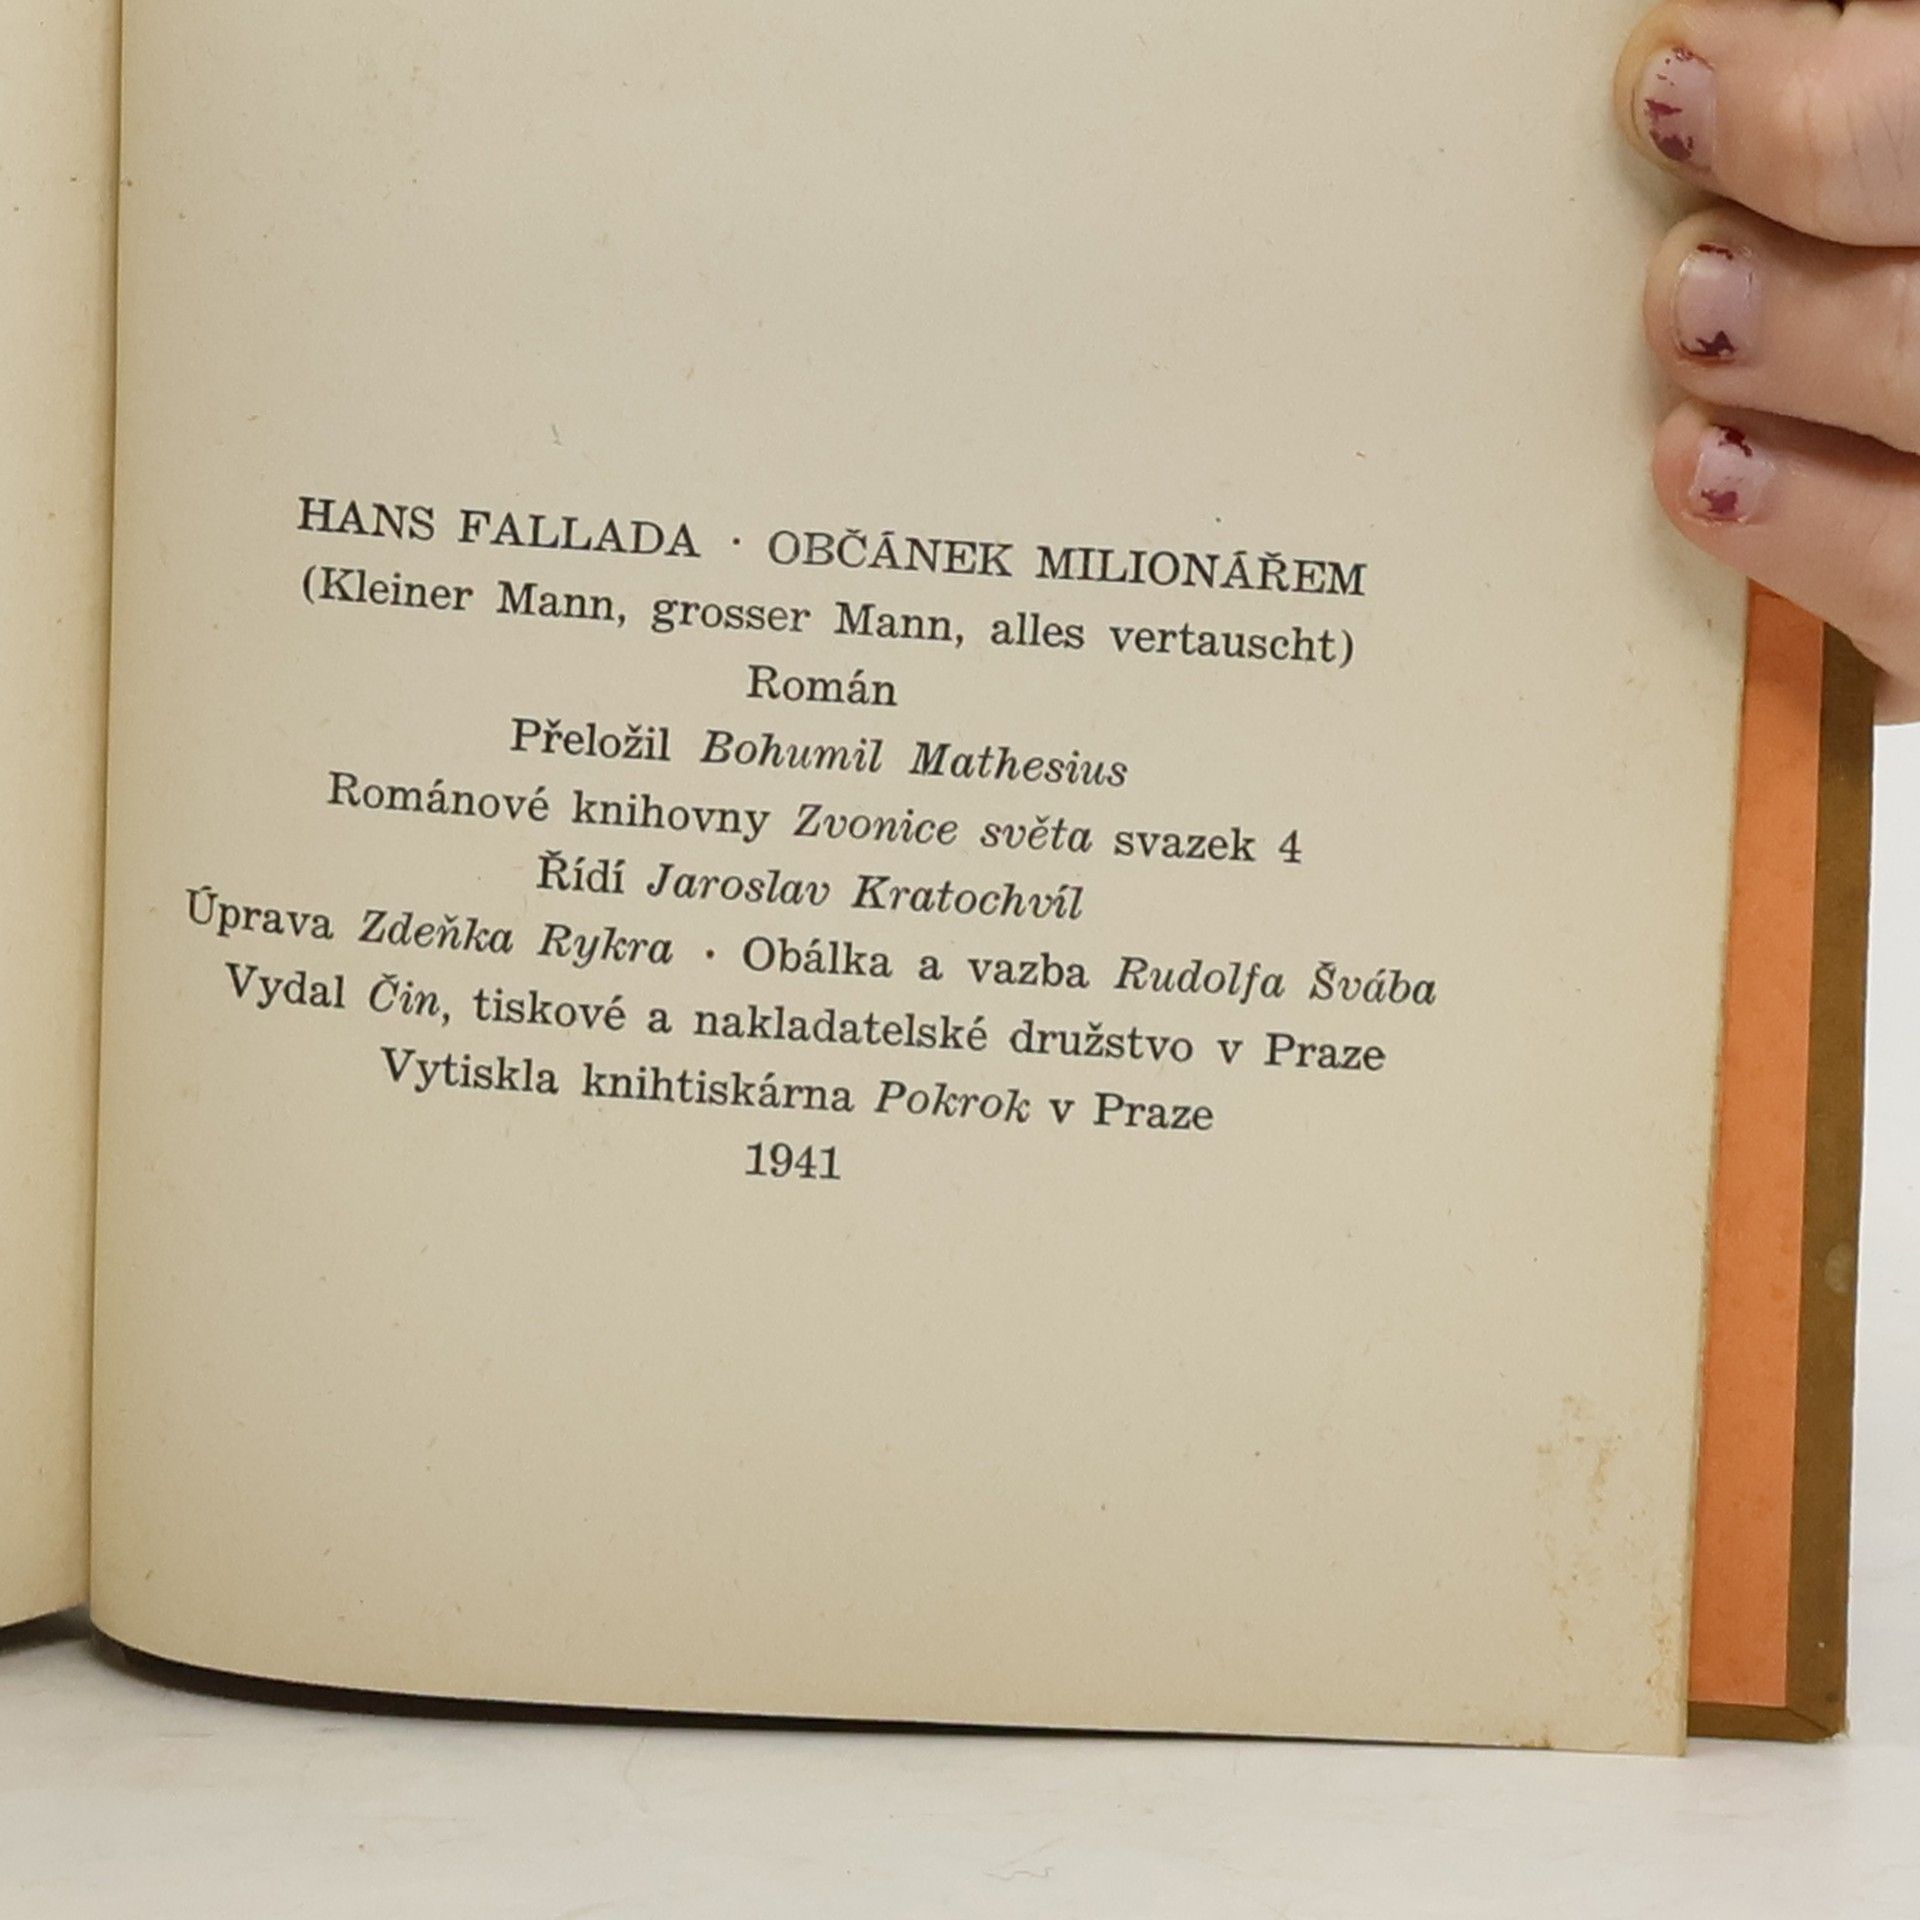 HANS FALLADA · OBČÁNEK MILIONÁŘEM
(Kleiner Mann, grosser Mann, alles vertauscht)
Román
Přeložil Bohumil Mathesius
Románové knihovny Zvonice světa svazek 4
Řídí Jaroslav Kratochvíl
Úprava Zdeňka Rykra · Obálka a vazba Rudolfa Švába
Vydal Čin, tiskové a nakladatelské družstvo v Praze
Vytiskla knihtiskárna Pokrok v Praze
1941